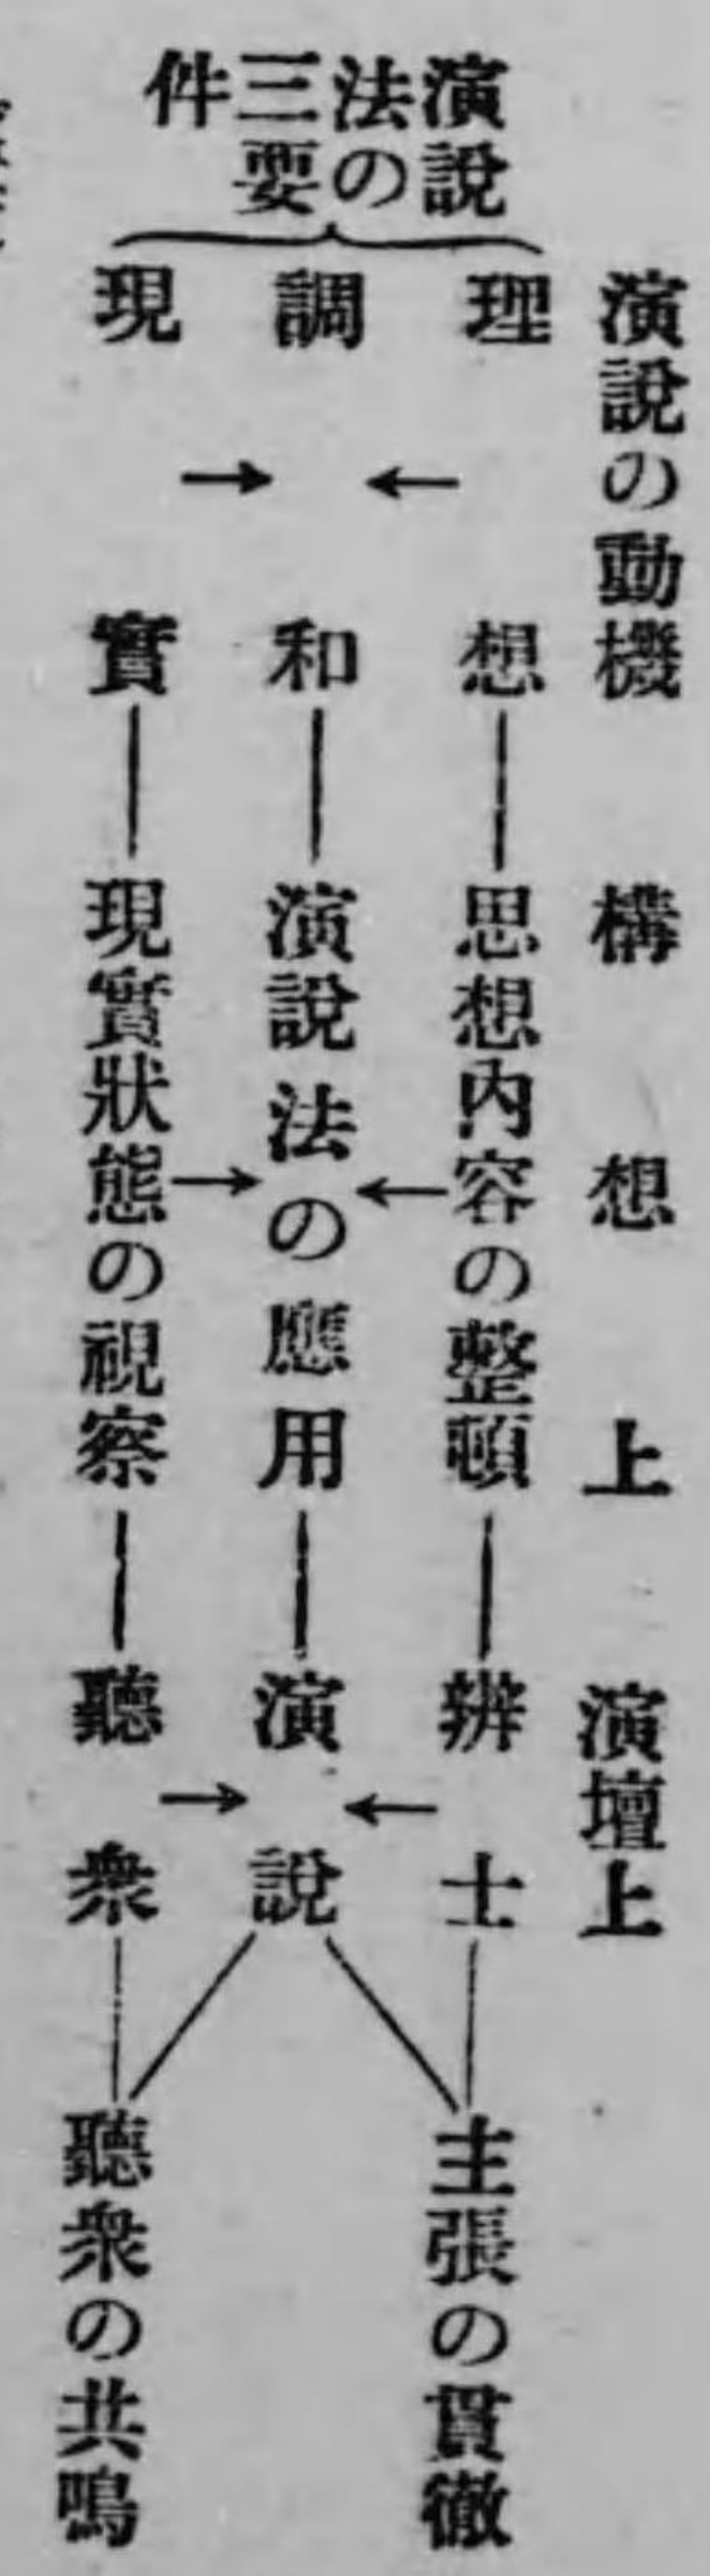 演說の動機　構想上　演壇上
演說
法の
三要
件
理想──思想內容の整頓──辨士──主張の貫徹
調和──演說法の應用──演說
現實──現實狀態の視察──聽衆──聽衆の共鳴